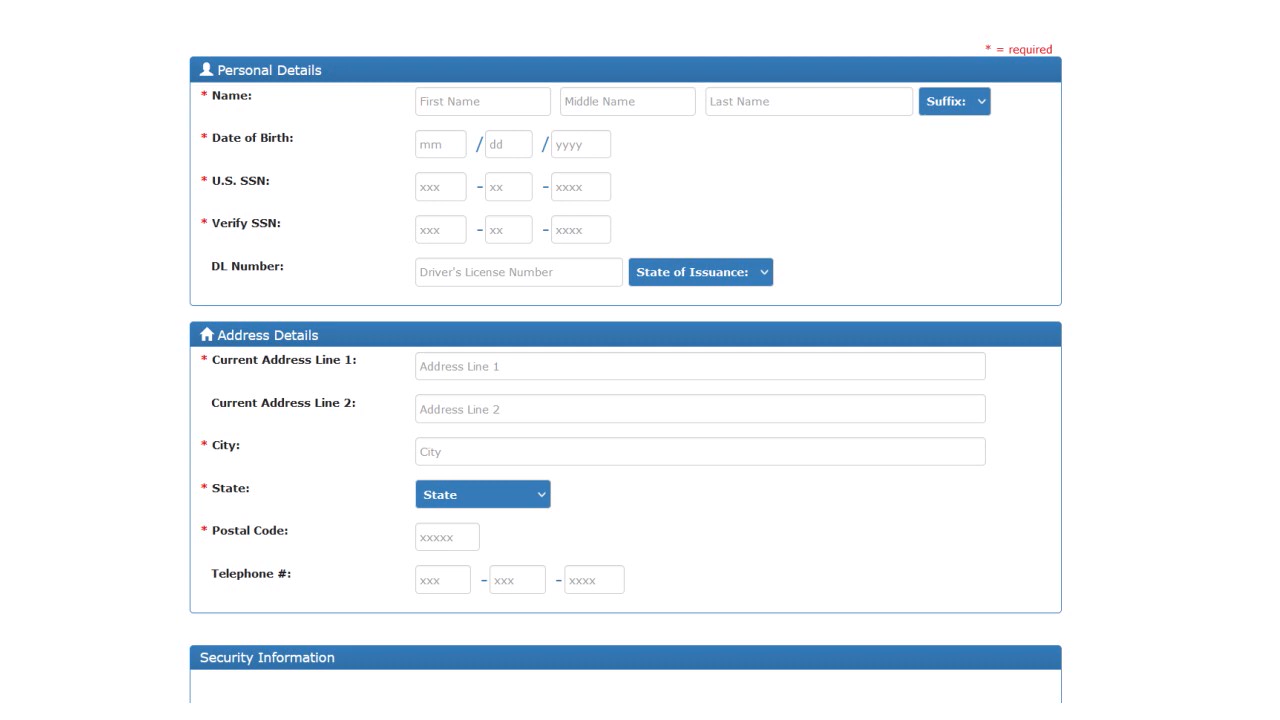 * = required
Personal Details
* Name: First Name Middle Name Last Name Suffix:
* Date of Birth: mm / dd / yyyy
* U.S. SSN: xxx - xx - xxxx
* Verify SSN: xxx - xx - xxxx
DL Number: Driver's License Number State of Issuance:
Address Details
* Current Address Line 1: Address Line 1
Current Address Line 2: Address Line 2
* City: City
* State: State
* Postal Code: xxxxx
Telephone #: xxx - xxx - xxxx
Security Information